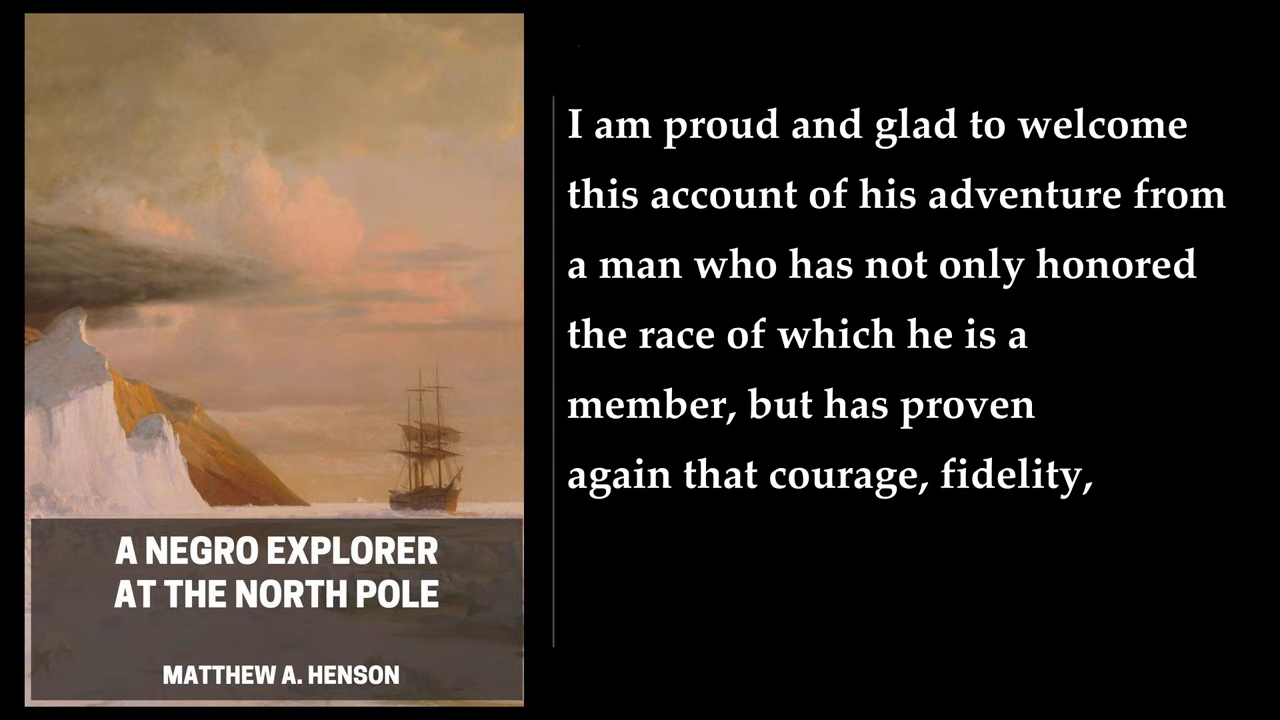 A NEGRO EXPLORER
AT THE NORTH POLE
MATTHEW A. HENSON
I am proud and glad to welcome
this account of his adventure from
a man who has not only honored
the race of which he is a
member, but has proven
again that courage, fidelity,